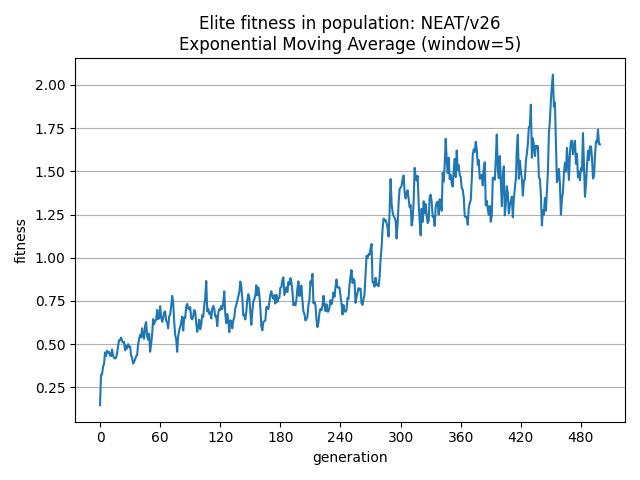 Elite fitness in population: NEAT/v26
Exponential Moving Average (window=5)
2.00
1.75
1.50
1.25
1.00
0.75
0.50
0.25
fitness
0 60 120 180 240 300 360 420 480
generation